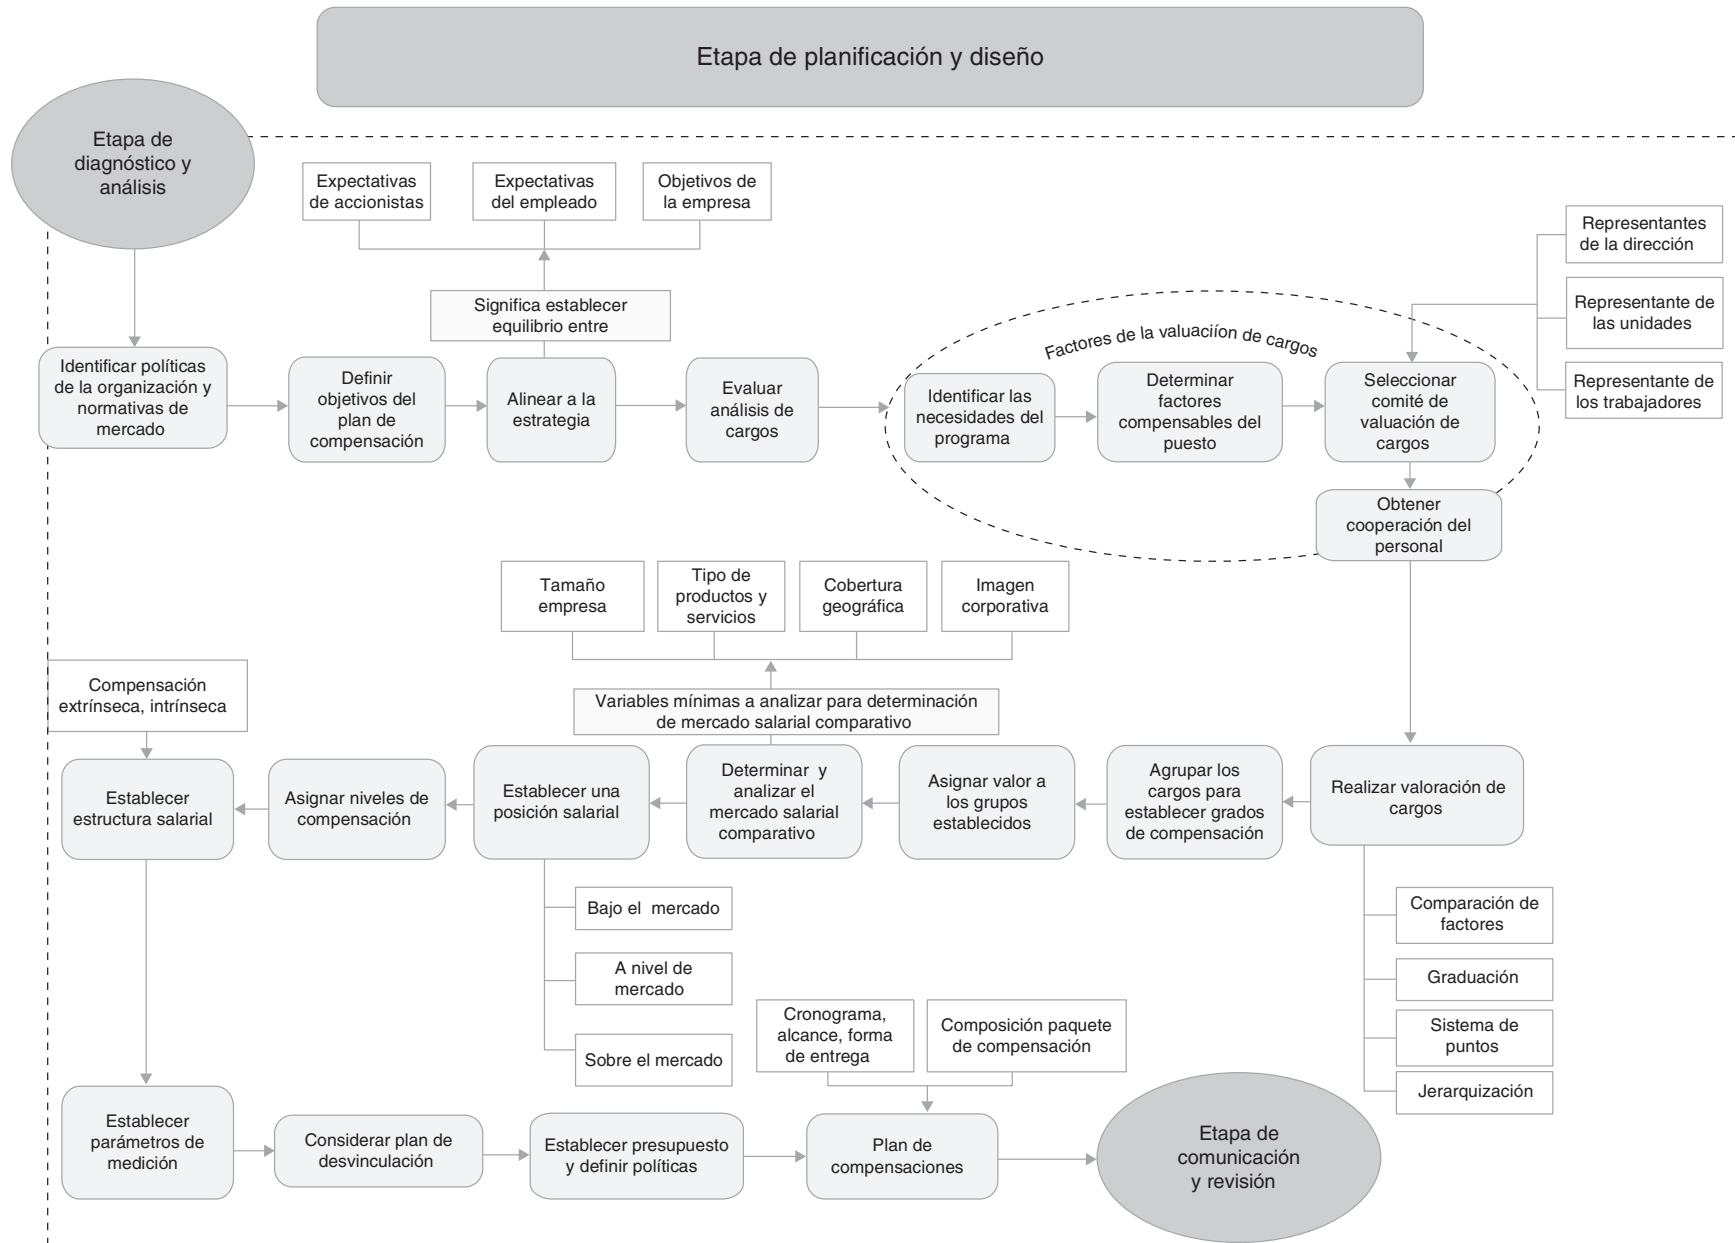 Etapa de planificación y diseño
Etapa de
diagnóstico y
análisis
Expectativas
de accionistas
Expectativas
del empleado
Objetivos de
la empresa
Representantes
de la dirección
Significa establecer
equilibrio entre
Representante de
las unidades
Factores de la valuaciíon de cargos
Representante de
los trabajadores
Identificar políticas
de la organización y
normativas de
mercado
Definir
objetivos del
plan de
compensación
Alinear a la
estrategia
Evaluar
análisis de
cargos
Identificar las
necesidades del
programa
Determinar
factores
compensables del
puesto
Seleccionar
comité de
valuación de
cargos
Obtener
cooperación del
personal
Tamaño
empresa
Tipo de
productos y
servicios
Cobertura
geográfica
Imagen
corporativa
Compensación
extrínseca, intrínseca
Variables mínimas a analizar para determinación
de mercado salarial comparativo
Establecer
estructura salarial
Asignar niveles de
compensación
Establecer una
posición salarial
Determinar y
analizar el
mercado salarial
comparativo
Asignar valor a
los grupos
establecidos
Agrupar los
cargos para
establecer grados
de compensación
Realizar valoración de
cargos
Bajo el mercado
A nivel de
mercado
Sobre el mercado
Comparación de
factores
Graduación
Sistema de
puntos
Jerarquización
Cronograma,
alcance, forma
de entrega
Composición paquete
de compensación
Establecer
parámetros de
medición
Considerar plan de
desvinculación
Establecer presupuesto
y definir políticas
Plan de
compensaciones
Etapa de
comunicación
y revisión